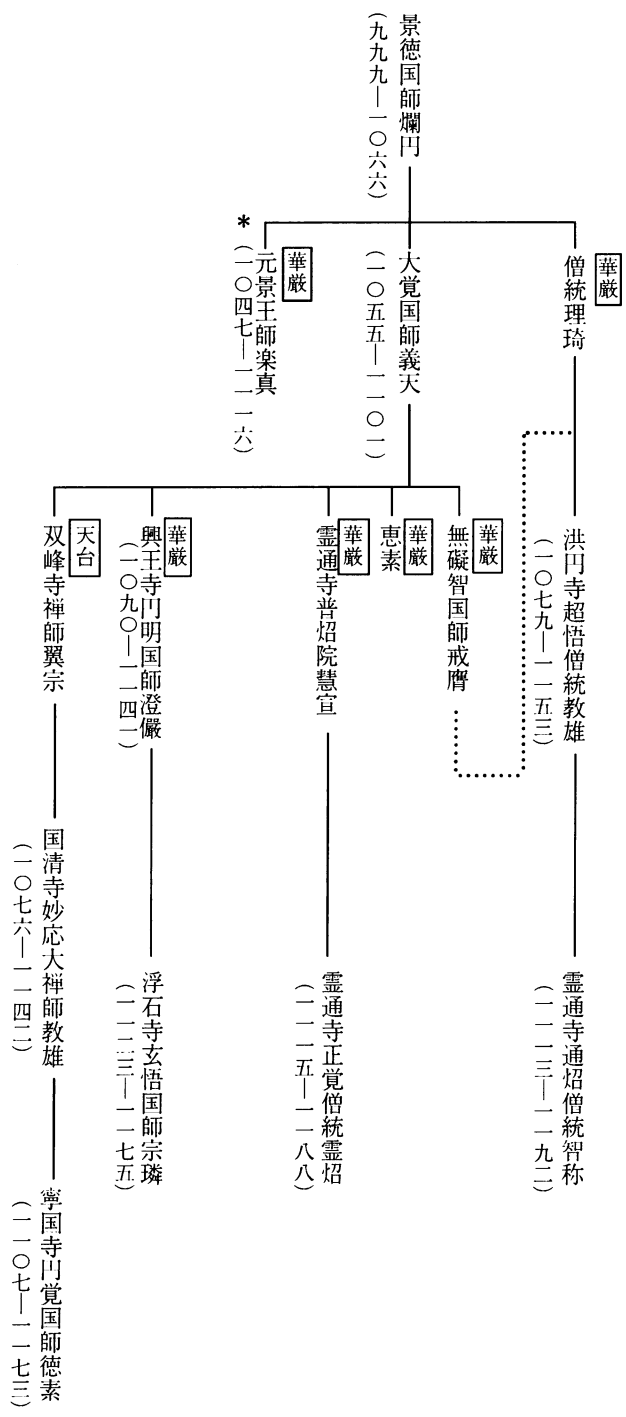 景徳国師爛円
(九九九―一〇六六)
華厳
僧統理琦
大覚国師義天
(一〇五五―一一〇一)
華厳
元景王師楽真
*(一〇四七―一一一六)
洪円寺超悟僧統教雄
(一〇七九―一一五三)
華厳
無礙智国師戒膺
華厳
恵素
華厳
霊通寺普炤院慧宣
華厳
興王寺円明国師澄儼
(一〇九〇―一一四一)
天台
双峰寺禅師翼宗
国清寺妙応大禅師教雄
(一〇七六―一一四二)
霊通寺通炤僧統智称
(一一一三―一一九二)
霊通寺正覚僧統霊炤
(一一一五―一一八八)
浮石寺玄悟国師宗璘
(一一二三―一一七五)
寧国寺円覚国師徳素
(一一〇七―一一七三)